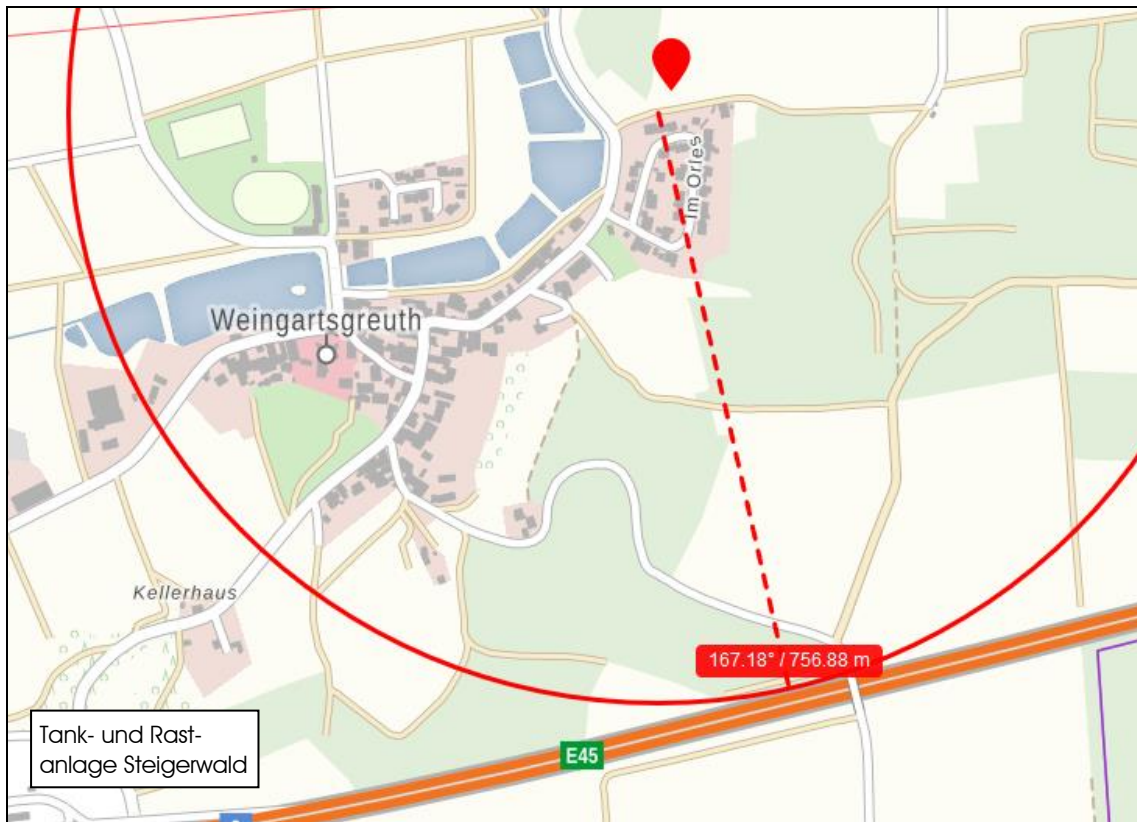 Im Orles
Weingartsgreuth
Kellerhaus
167.18° / 756.88 m
Tank- und Rast-
anlage Steigerwald
E45